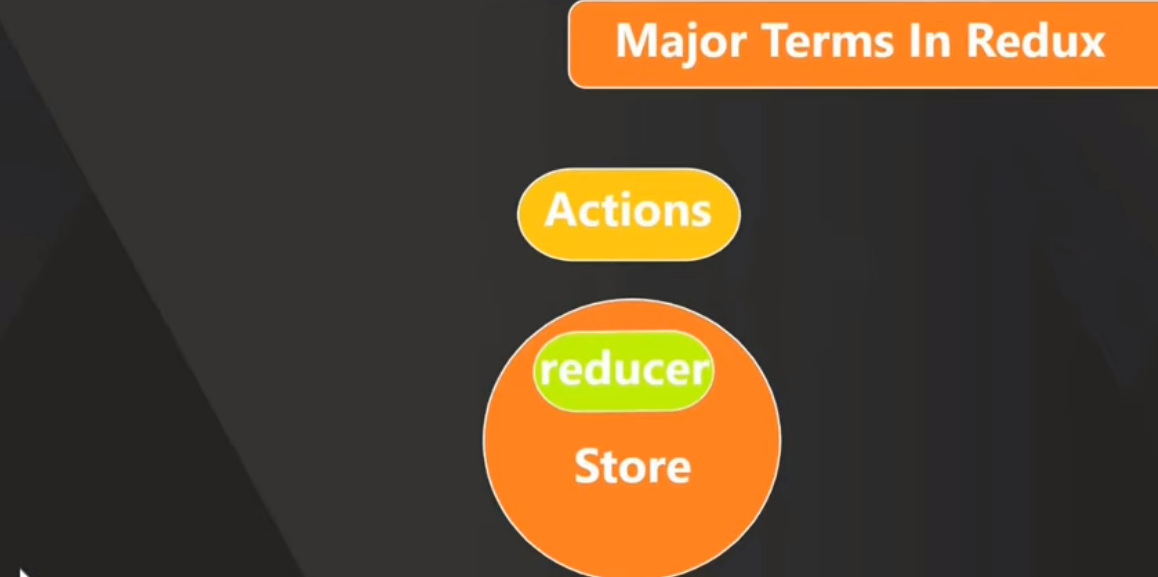 Major Terms In Redux
Actions
reducer
Store